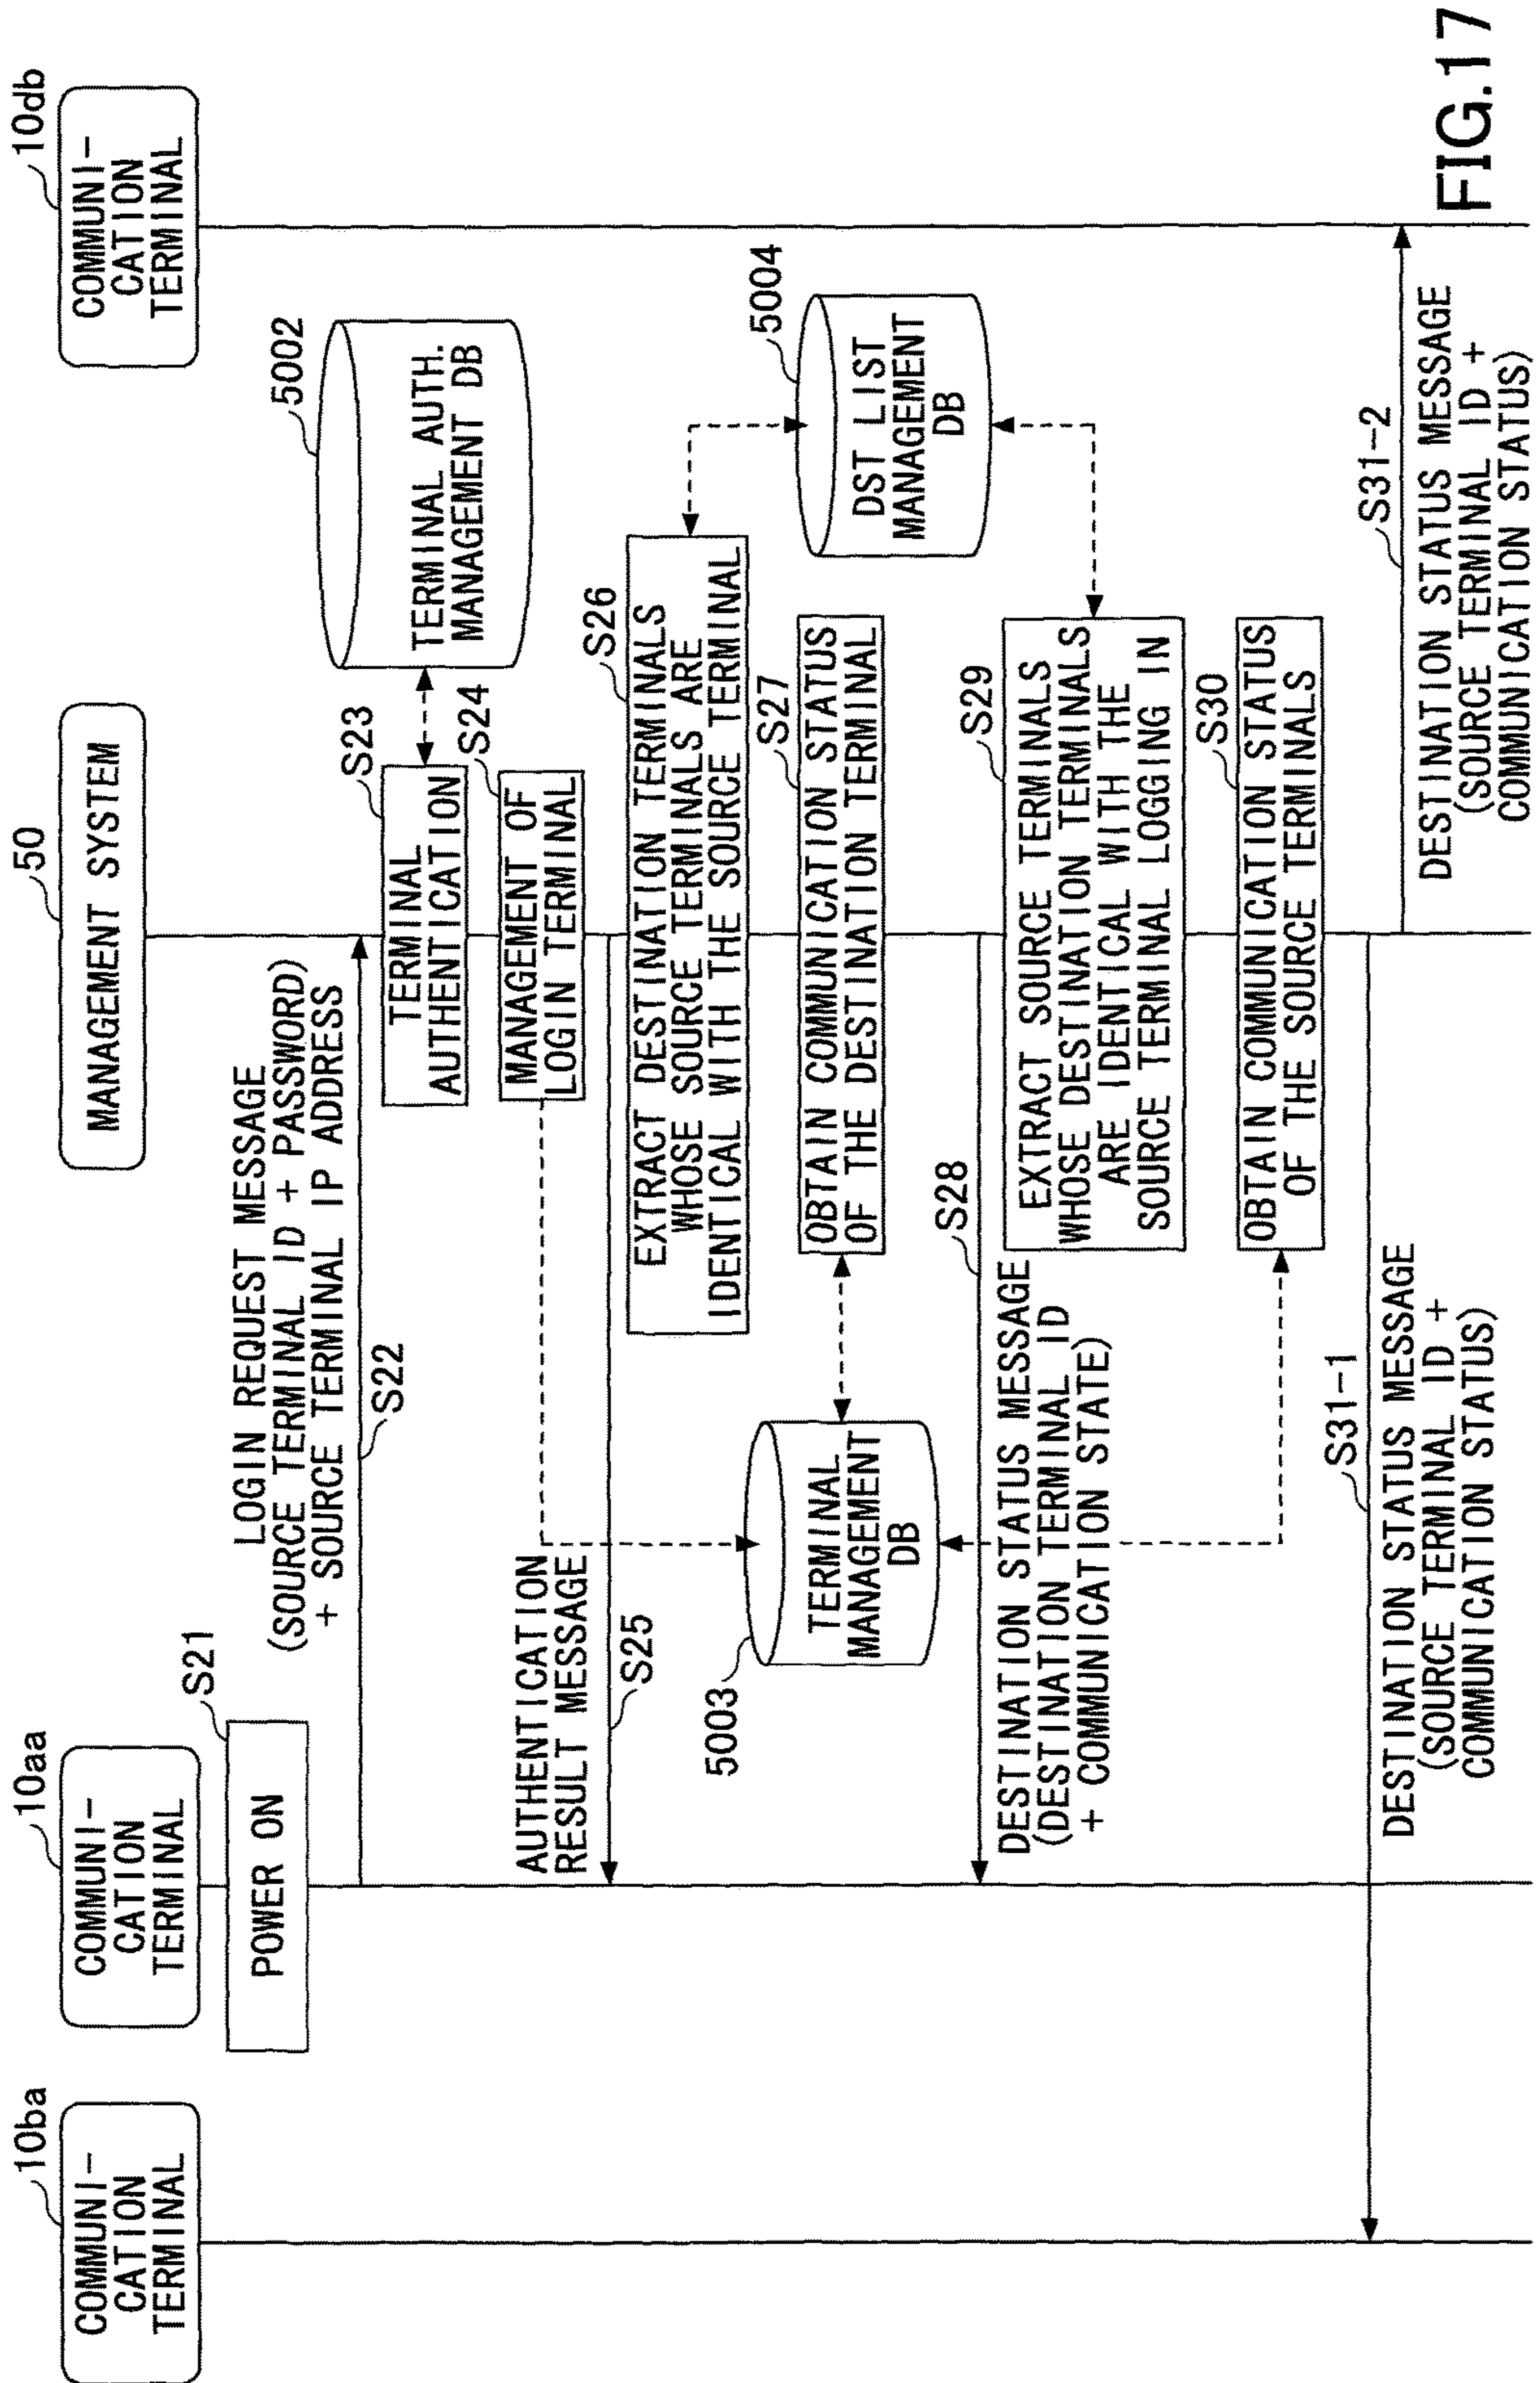 10ba
COMMUNI-
CATION
TERMINAL
10aa
COMMUNI-
CATION
TERMINAL
50
MANAGEMENT SYSTEM
10db
COMMUNI-
CATION
TERMINAL
S21
POWER ON
LOGIN REQUEST MESSAGE
(SOURCE TERMINAL ID + PASSWORD)
+ SOURCE TERMINAL IP ADDRESS
S22
S23
TERMINAL
AUTHENTICATION
5002
TERMINAL AUTH.
MANAGEMENT DB
S24
MANAGEMENT OF
LOGIN TERMINAL
AUTHENTICATION
RESULT MESSAGE
S25
S26
EXTRACT DESTINATION TERMINALS
WHOSE SOURCE TERMINALS ARE
IDENTICAL WITH THE SOURCE TERMINAL
5003
TERMINAL
MANAGEMENT
DB
S27
OBTAIN COMMUNICATION STATUS
OF THE DESTINATION TERMINAL
5004
DST LIST
MANAGEMENT
DB
S28
DESTINATION STATUS MESSAGE
(DESTINATION TERMINAL ID
+ COMMUNICATION STATE)
S29
EXTRACT SOURCE TERMINALS
WHOSE DESTINATION TERMINALS
ARE IDENTICAL WITH THE
SOURCE TERMINAL LOGGING IN
S30
OBTAIN COMMUNICATION STATUS
OF THE SOURCE TERMINALS
S31-1
DESTINATION STATUS MESSAGE
(SOURCE TERMINAL ID +
COMMUNICATION STATUS)
S31-2
DESTINATION STATUS MESSAGE
(SOURCE TERMINAL ID +
COMMUNICATION STATUS)
FIG.17